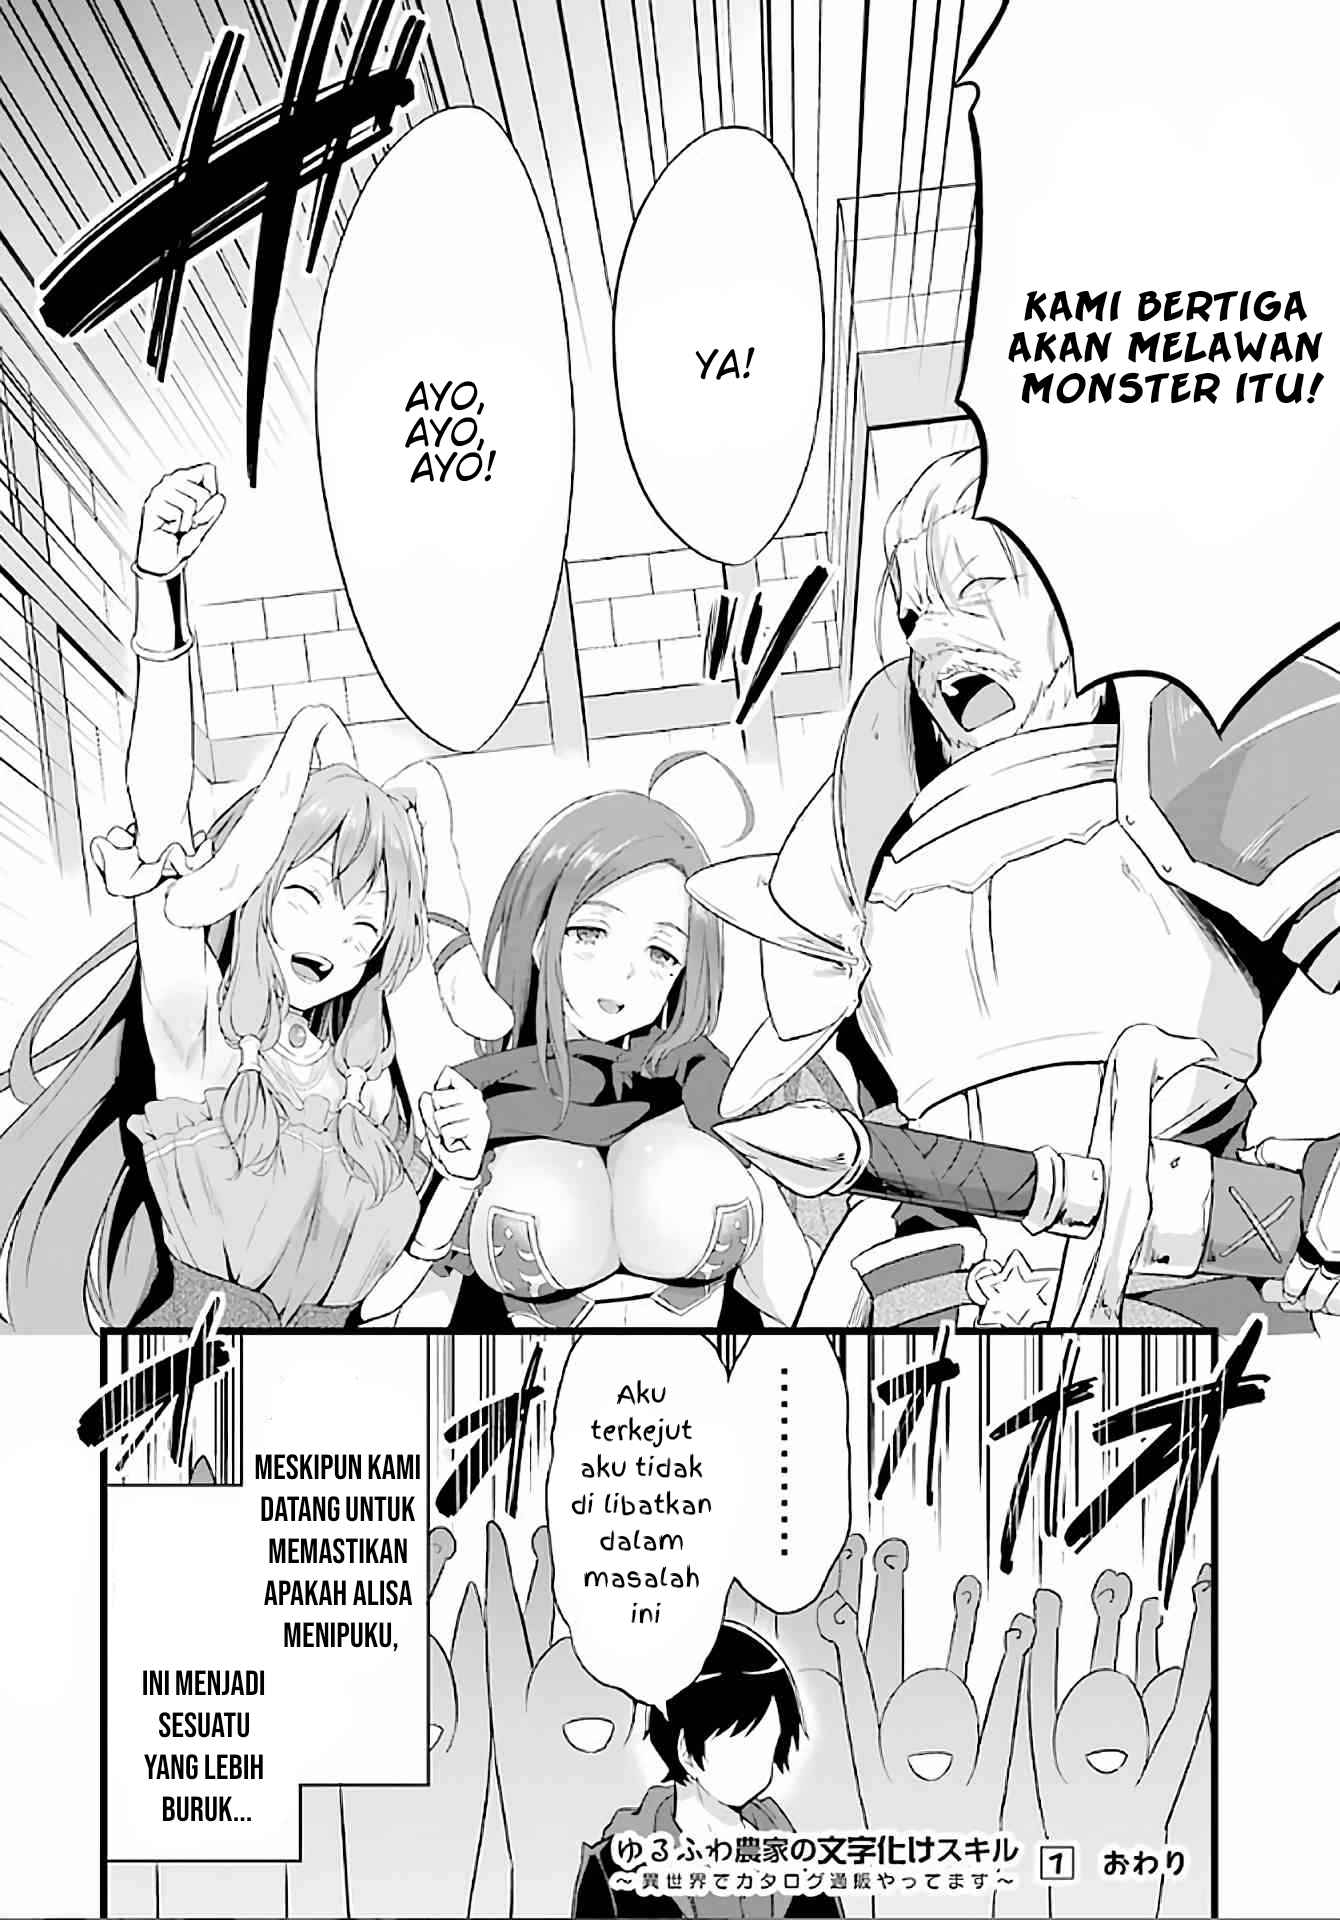 KAMI BERTIGA
AKAN MELAWAN
MONSTER ITU!
YA!
AYO,
AYO,
AYO!
Aku
terkejut
aku tidak
di libatkan
dalam
masalah
ini
MESKIPUN KAMI
DATANG UNTUK
MEMASTIKAN
APAKAH ALISA
MENIPUKU,
INI MENJADI
SESUATU
YANG LEBIH
BURUK...
ゆるふわ農家の文字化けスキル
～異世界でカタログ通販やってます～
1 おわり